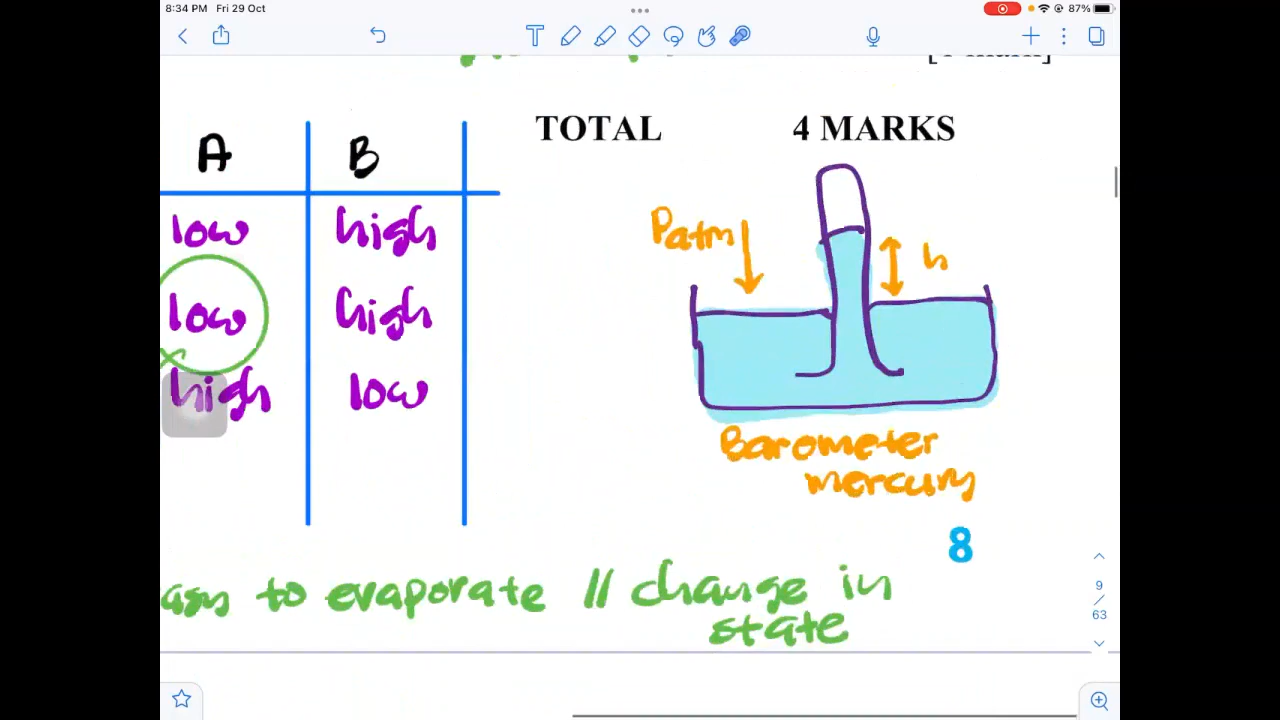 8:34 PM Fri 29 Oct
87%
TOTAL 4 MARKS
A B
low high
low high
high low
Patm
h
Barometer
mercury
8
to evaporate // change in
state
9
/
63